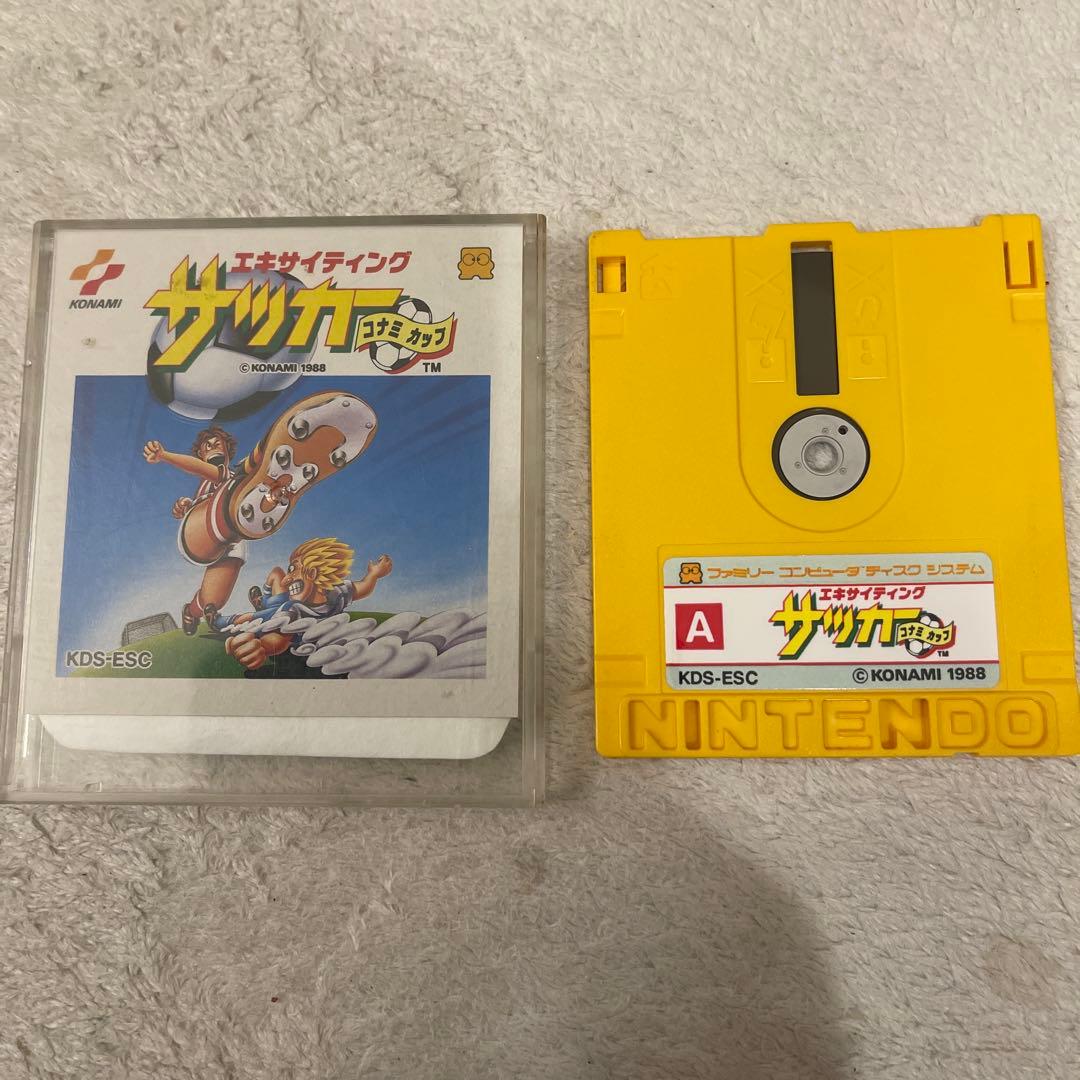 KONAMI
エキサイティング
サッカー
コナミ カップ
TM
© KONAMI 1988
KDS-ESC
ファミリー コンピュータ ディスク システム
エキサイティング
A
サッカー
コナミ カップ
TM
KDS-ESC
© KONAMI 1988
NINTENDO